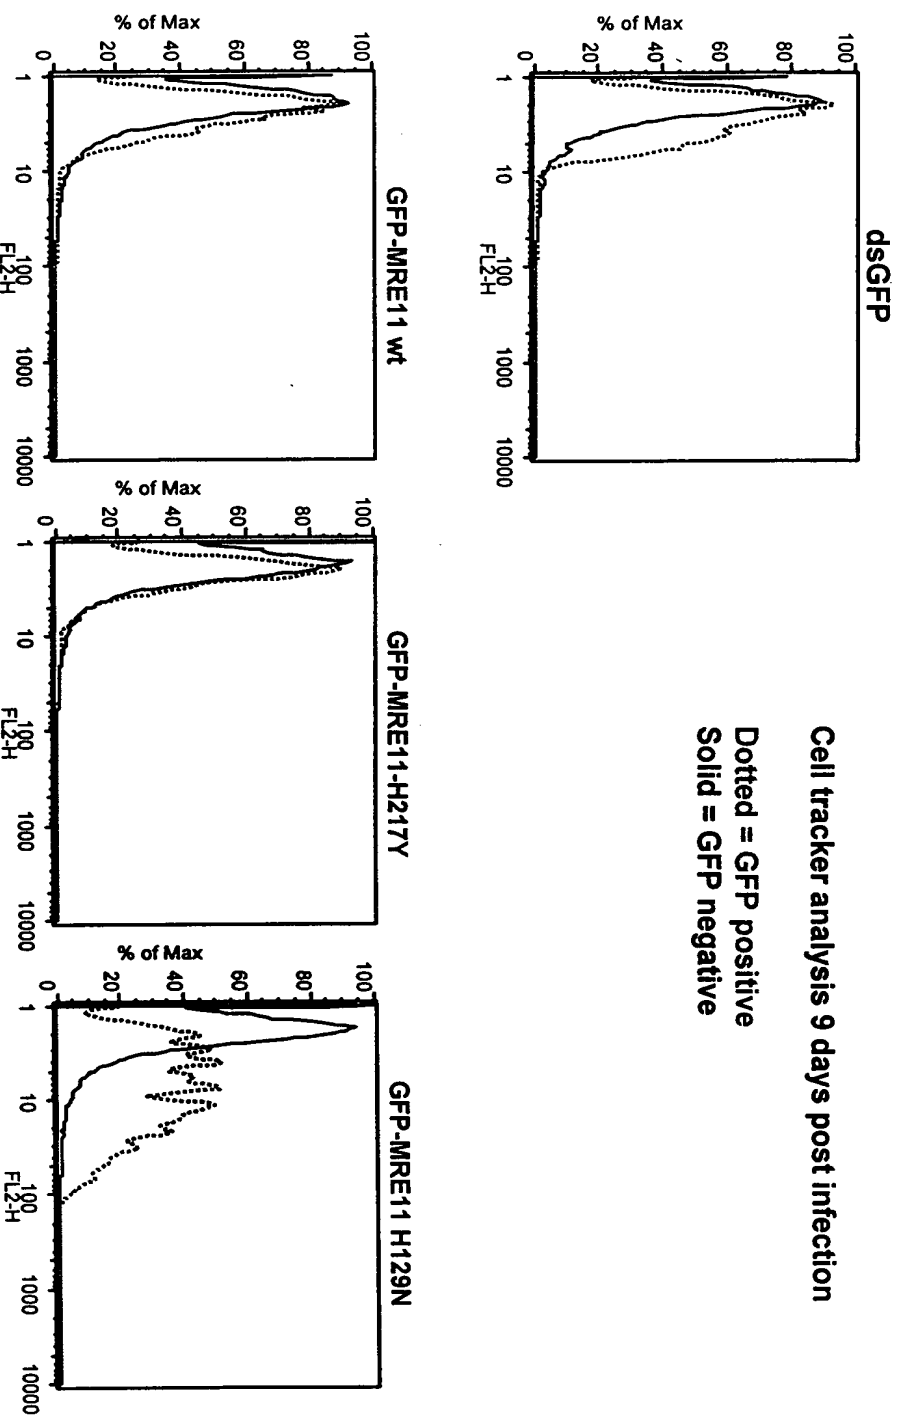 Cell tracker analysis 9 days post infection
Dotted = GFP positive
Solid = GFP negative
dsGFP
% of Max
100
80
60
40
20
0
1
10
100
1000
10000
FL2-H
GFP-MRE11 wt
% of Max
100
80
60
40
20
0
1
10
100
1000
10000
FL2-H
GFP-MRE11-H217Y
% of Max
100
80
60
40
20
0
1
10
100
1000
10000
FL2-H
GFP-MRE11 H129N
% of Max
100
80
60
40
20
0
1
10
100
1000
10000
FL2-H